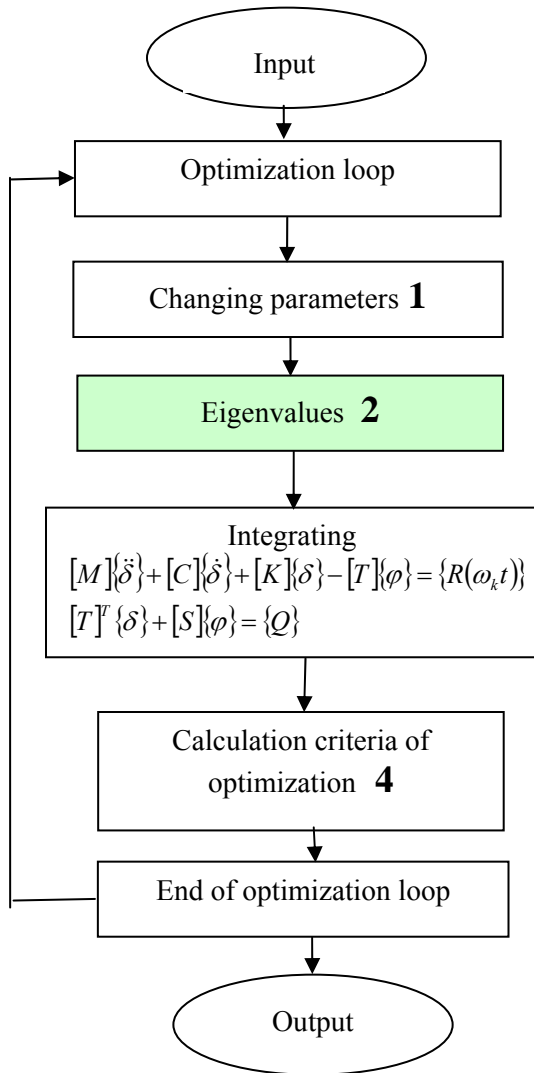 Input
Optimization loop
Changing parameters 1
Eigenvalues 2
Integrating
[M]{δ̈}+[C]{δ̇}+[K]{δ}−[T]{φ}={R(ω_k t)}
[T]^T{δ}+[S]{φ}={Q}
Calculation criteria of
optimization 4
End of optimization loop
Output